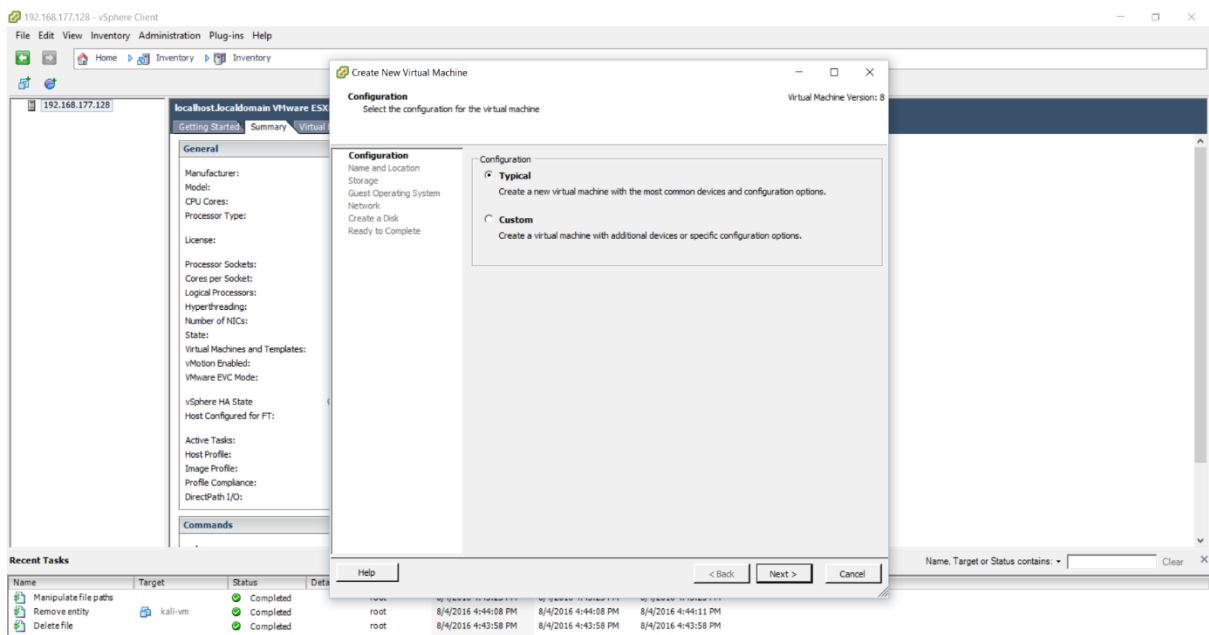 192.168.177.128 - vSphere Client
File Edit View Inventory Administration Plug-ins Help
Home Inventory Inventory
192.168.177.128
localhost.localdomain VMware ESX
Getting Started Summary Virtual
General
Manufacturer:
Model:
CPU Cores:
Processor Type:
License:
Processor Sockets:
Cores per Socket:
Logical Processors:
Hyperthreading:
Number of NICs:
State:
Virtual Machines and Templates:
vMotion Enabled:
VMware EVC Mode:
vSphere HA State
Host Configured for FT:
Active Tasks:
Host Profile:
Image Profile:
Profile Compliance:
DirectPath I/O:
Commands
Create New Virtual Machine
Configuration
Select the configuration for the virtual machine
Virtual Machine Version: 8
Configuration
Name and Location
Storage
Guest Operating System
Network
Create a Disk
Ready to Complete
Configuration
Typical
Create a new virtual machine with the most common devices and configuration options.
Custom
Create a virtual machine with additional devices or specific configuration options.
Help < Back Next > Cancel
Recent Tasks
Name, Target or Status contains: Clear
Name Target Status Deta
Manipulate file paths Completed
Remove entity kali-vm Completed root 8/4/2016 4:44:08 PM 8/4/2016 4:44:08 PM 8/4/2016 4:44:11 PM
Delete file Completed root 8/4/2016 4:43:58 PM 8/4/2016 4:43:58 PM 8/4/2016 4:43:58 PM